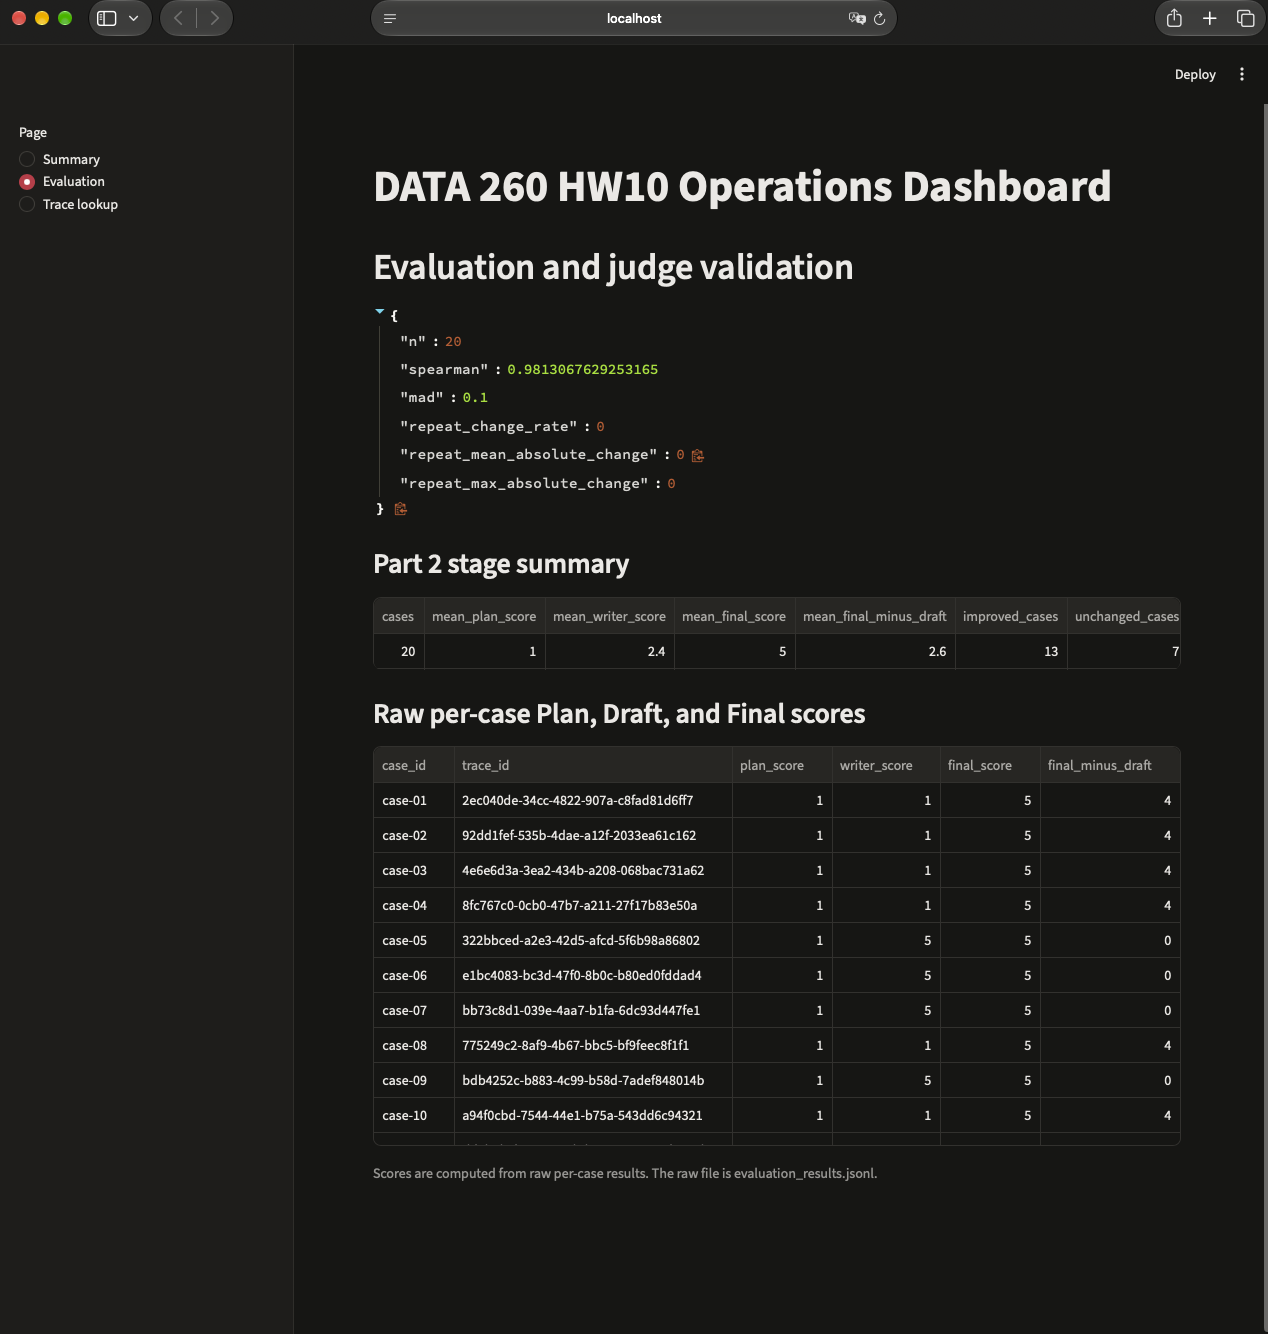 localhost
Deploy
Page
Summary
Evaluation
Trace lookup
DATA 260 HW10 Operations Dashboard
Evaluation and judge validation
{
"n" : 20
"spearman" : 0.9813067629253165
"mad" : 0.1
"repeat_change_rate" : 0
"repeat_mean_absolute_change" : 0
"repeat_max_absolute_change" : 0
}
Part 2 stage summary
cases mean_plan_score mean_writer_score mean_final_score mean_final_minus_draft improved_cases unchanged_cases
20 1 2.4 5 2.6 13 7
Raw per-case Plan, Draft, and Final scores
case_id trace_id plan_score writer_score final_score final_minus_draft
case-01 2ec040de-34cc-4822-907a-c8fad81d6ff7 1 1 5 4
case-02 92dd1fef-535b-4dae-a12f-2033ea61c162 1 1 5 4
case-03 4e6e6d3a-3ea2-434b-a208-068bac731a62 1 1 5 4
case-04 8fc767c0-0cb0-47b7-a211-27f17b83e50a 1 1 5 4
case-05 322bbced-a2e3-42d5-afcd-5f6b98a86802 1 5 5 0
case-06 e1bc4083-bc3d-47f0-8b0c-b80ed0fddad4 1 5 5 0
case-07 bb73c8d1-039e-4aa7-b1fa-6dc93d447fe1 1 5 5 0
case-08 775249c2-8af9-4b67-bbc5-bf9feec8f1f1 1 1 5 4
case-09 bdb4252c-b883-4c99-b58d-7adef848014b 1 5 5 0
case-10 a94f0cbd-7544-44e1-b75a-543dd6c94321 1 1 5 4
Scores are computed from raw per-case results. The raw file is evaluation_results.jsonl.